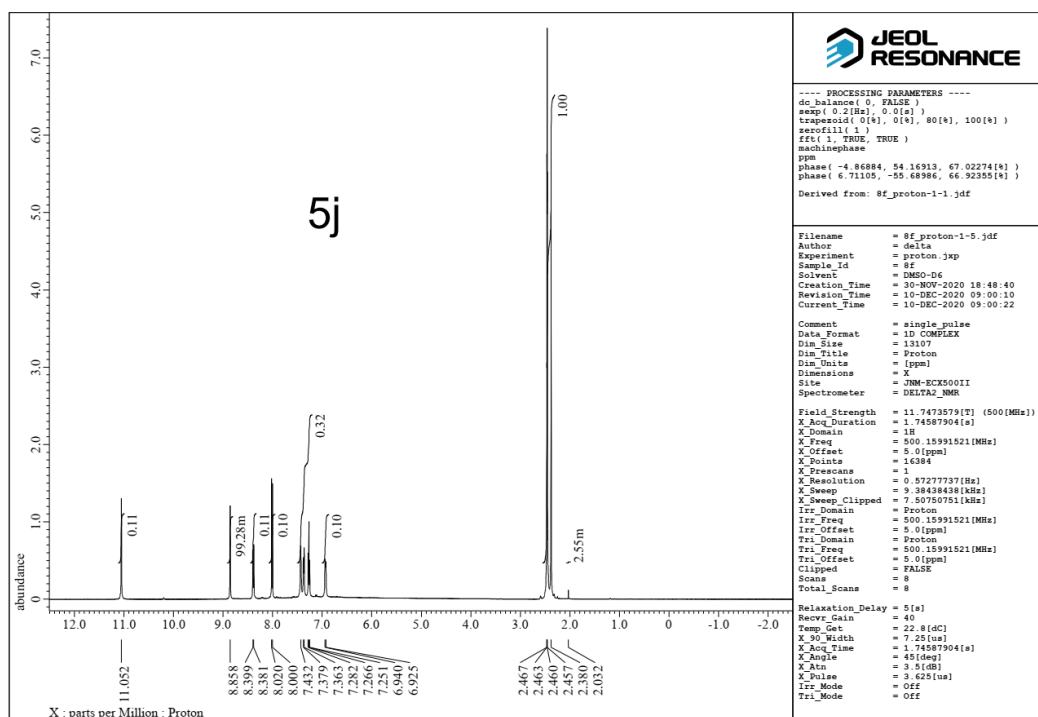 JEOL
RESONANCE
---- PROCESSING PARAMETERS ----
dc_balance( 0, FALSE )
sexp( 0.2[Hz], 0.0[s] )
trapezoid( 0[%], 0[%], 80[%], 100[%] )
zerofill( 1 )
fft( 1, TRUE, TRUE )
machinephase
ppm
phase( -4.86884, 54.16913, 67.02274[%] )
phase( 6.71105, -55.68986, 66.92355[%] )
Derived from: 8f_proton-1-1.jdf
Filename = 8f_proton-1-5.jdf
Author = delta
Experiment = proton.jxp
Sample_Id = 8f
Solvent = DMSO-D6
Creation_Time = 30-NOV-2020 18:48:40
Revision_Time = 10-DEC-2020 09:00:10
Current_Time = 10-DEC-2020 09:00:22
Comment = single_pulse
Data_Format = 1D COMPLEX
Dim_Size = 13107
Dim_Title = Proton
Dim_Units = [ppm]
Dimensions = X
Site = JNM-ECX500II
Spectrometer = DELTA2_NMR
Field_Strength = 11.7473579[T] (500[MHz])
X_Acq_Duration = 1.74587904[s]
X_Domain = 1H
X_Freq = 500.15991521[MHz]
X_Offset = 5.0[ppm]
X_Points = 16384
X_Prescans = 1
X_Resolution = 0.57277737[Hz]
X_Sweep = 9.38438438[kHz]
X_Sweep_Clipped = 7.50750751[kHz]
Irr_Domain = Proton
Irr_Freq = 500.15991521[MHz]
Irr_Offset = 5.0[ppm]
Tri_Domain = Proton
Tri_Freq = 500.15991521[MHz]
Tri_Offset = 5.0[ppm]
Clipped = FALSE
Scans = 8
Total_Scans = 8
Relaxation_Delay = 5[s]
Recvr_Gain = 40
Temp_Get = 22.8[dC]
X_90_Width = 7.25[us]
X_Acq_Time = 1.74587904[s]
X_Angle = 45[deg]
X_Atn = 3.5[dB]
X_Pulse = 3.625[us]
Irr_Mode = Off
Tri_Mode = Off
5j
abundance
7.0
6.0
5.0
4.0
3.0
2.0
1.0
0
0.11
99.28m
0.11
0.10
0.32
0.10
1.00
2.55m
12.0 11.0 10.0 9.0 8.0 7.0 6.0 5.0 4.0 3.0 2.0 1.0 0 -1.0 -2.0
11.052
8.858
8.399
8.381
8.020
8.000
7.432
7.379
7.363
7.282
7.266
7.251
6.940
6.925
2.467
2.463
2.460
2.457
2.380
2.032
X : parts per Million : Proton